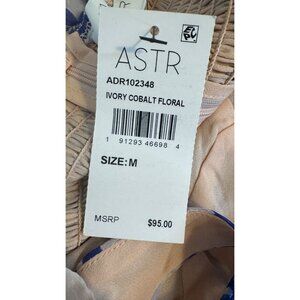 ASTR
ADR102348
IVORY COBALT FLORAL
1 91293 46698 4
SIZE: M
MSRP $95.00